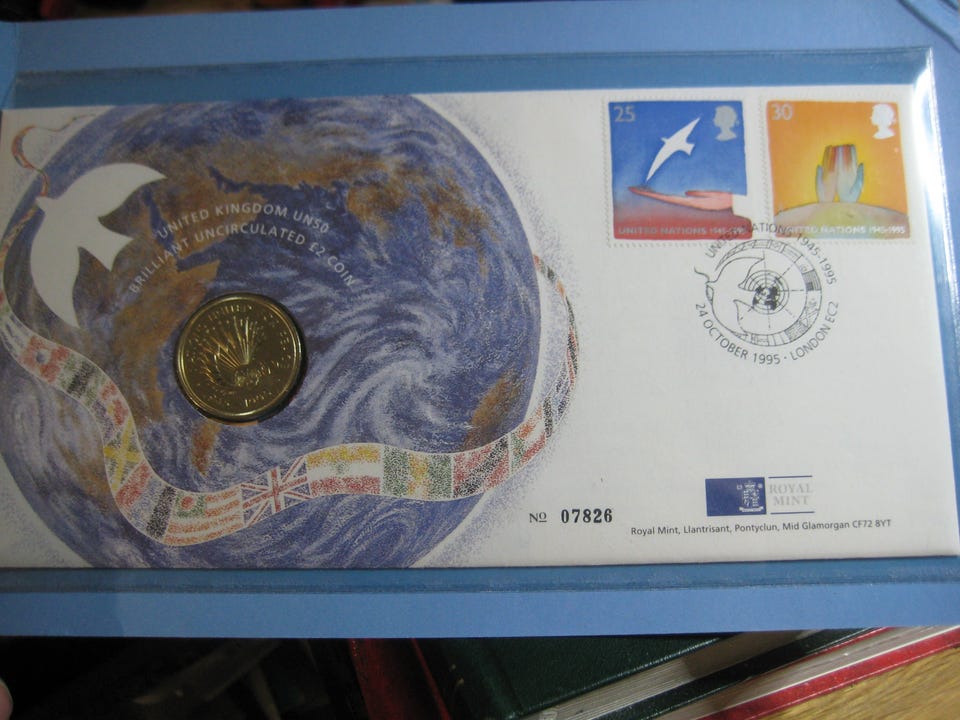 UNITED KINGDOM UN50
BRILLIANT UNCIRCULATED £2 COIN
25
30
UNITED NATIONS 1945-1995
UNITED NATIONS 1945-1995
UNITED NATIONS 1945-1995
24 OCTOBER 1995 · LONDON EC2
1995
ROYAL
MINT
No 07826
Royal Mint, Llantrisant, Pontyclun, Mid Glamorgan CF72 8YT